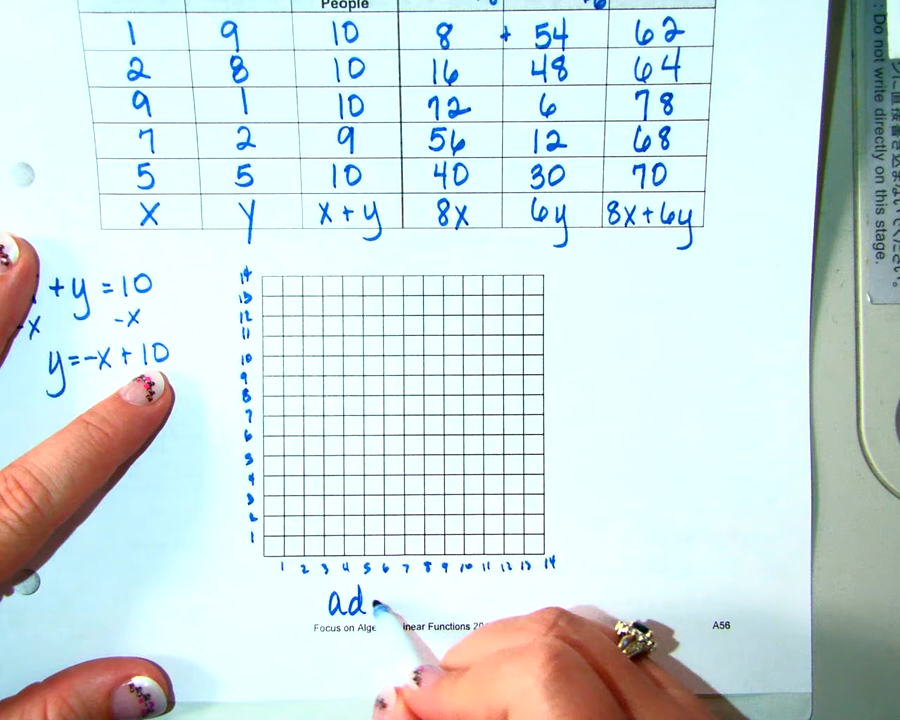 People
1 9 10 8 + 54 62
2 8 10 16 48 64
9 1 10 72 6 78
7 2 9 56 12 68
5 5 10 40 30 70
x y x + y 8x 6y 8x + 6y
+ y = 10
-x -x
y = -x + 10
14
13
12
11
10
9
8
7
6
5
4
3
2
1
1 2 3 4 5 6 7 8 9 10 11 12 13 14
ad
Focus on Alge inear Functions 20 A56
: Do not write directly on this stage.